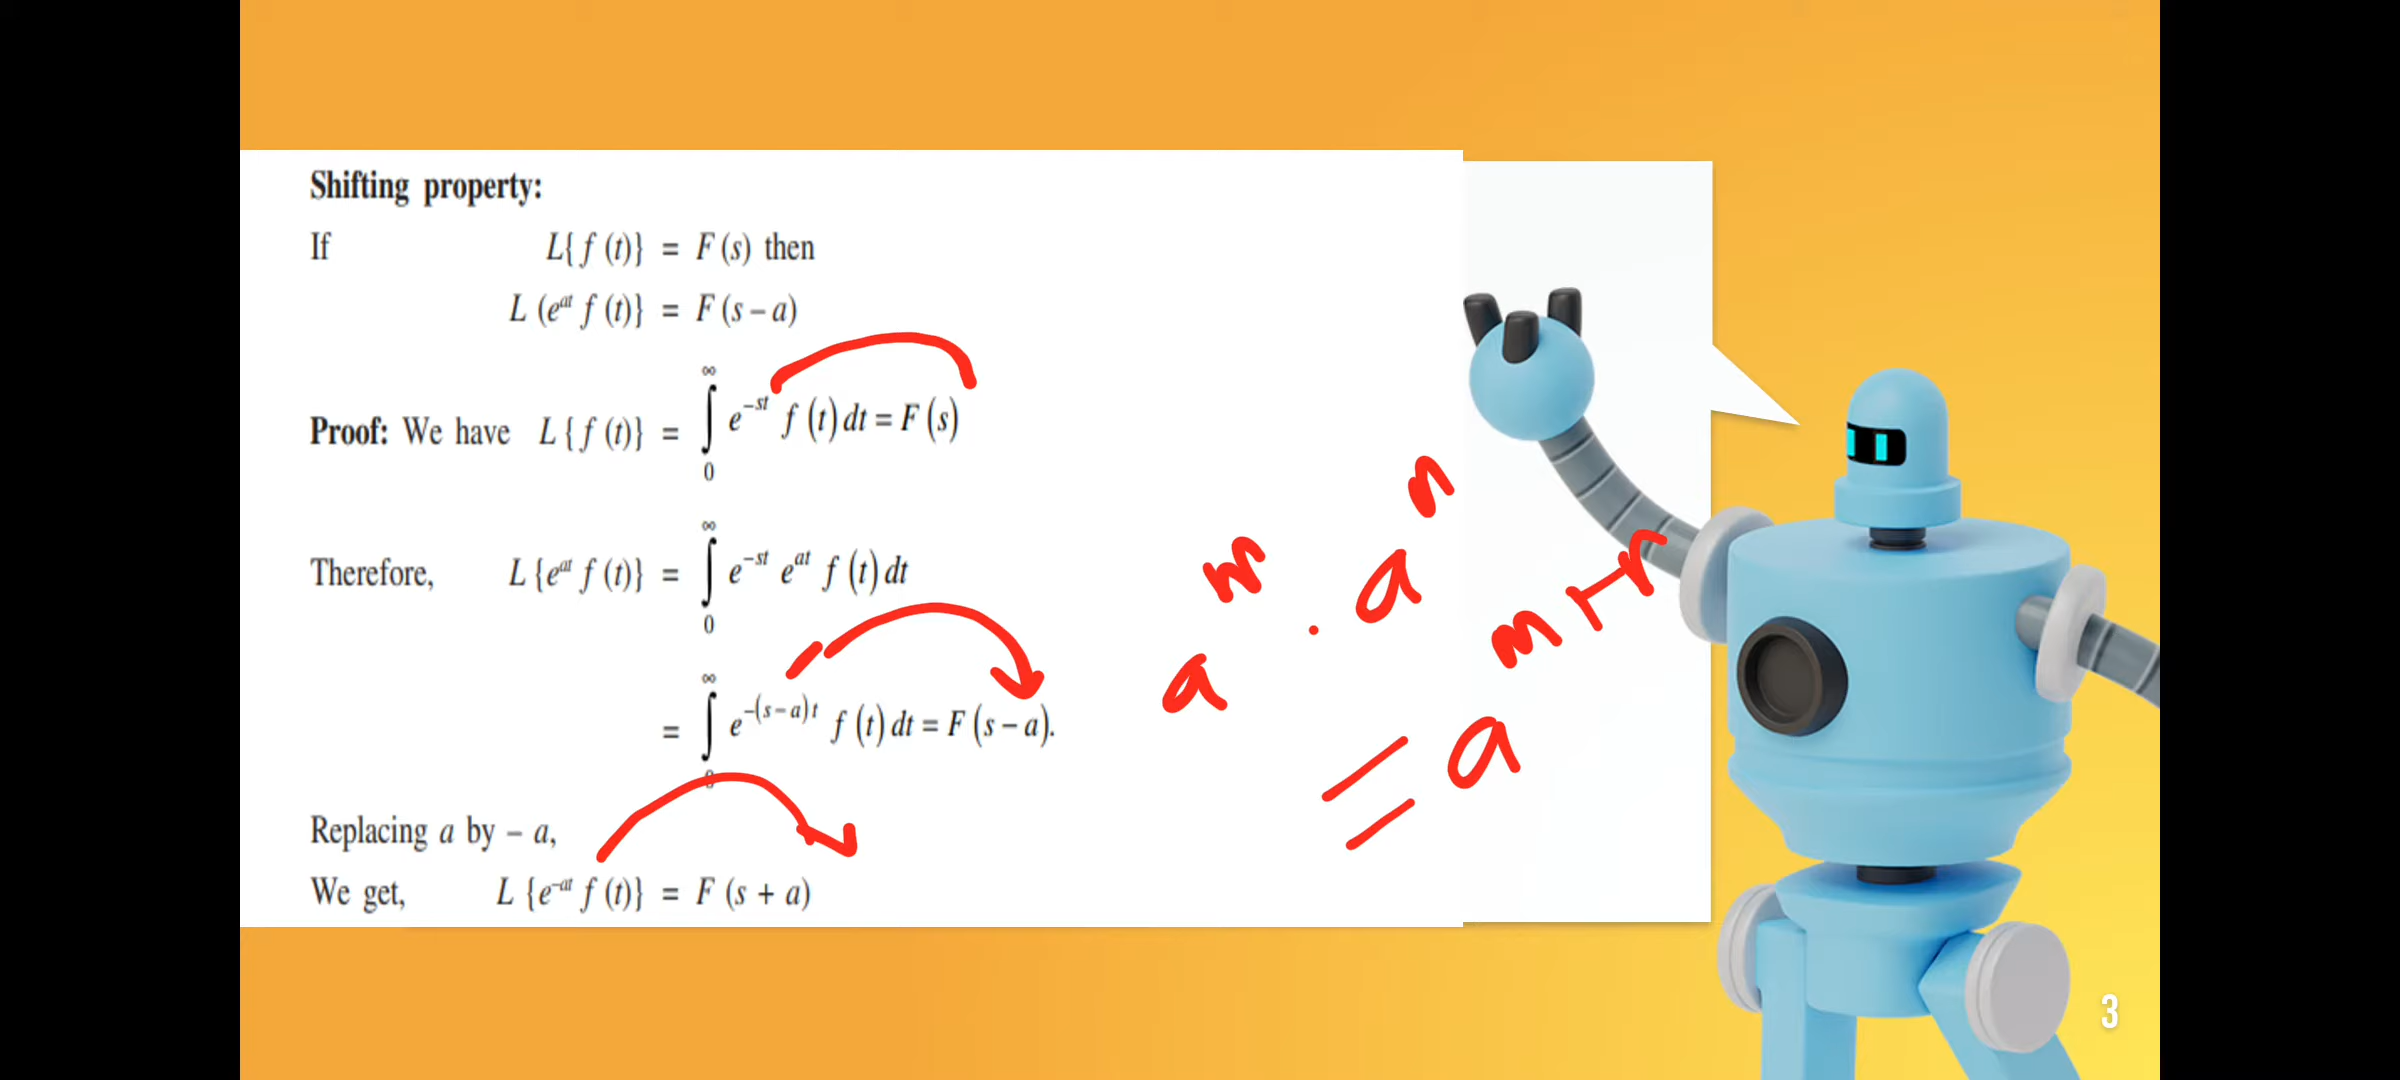 Shifting property:
If L{f (t)} = F (s) then
L (e^{at} f (t)} = F (s – a)
Proof: We have L{f (t)} = ∫_0^∞ e^{–st} f (t) dt = F (s)
Therefore, L{e^{at} f (t)} = ∫_0^∞ e^{–st} e^{at} f (t) dt
= ∫_0^∞ e^{–(s – a)t} f (t) dt = F (s – a).
Replacing a by – a,
We get, L {e^{–at} f (t)} = F (s + a)
a^m . a^n
= a^{m+n}
3